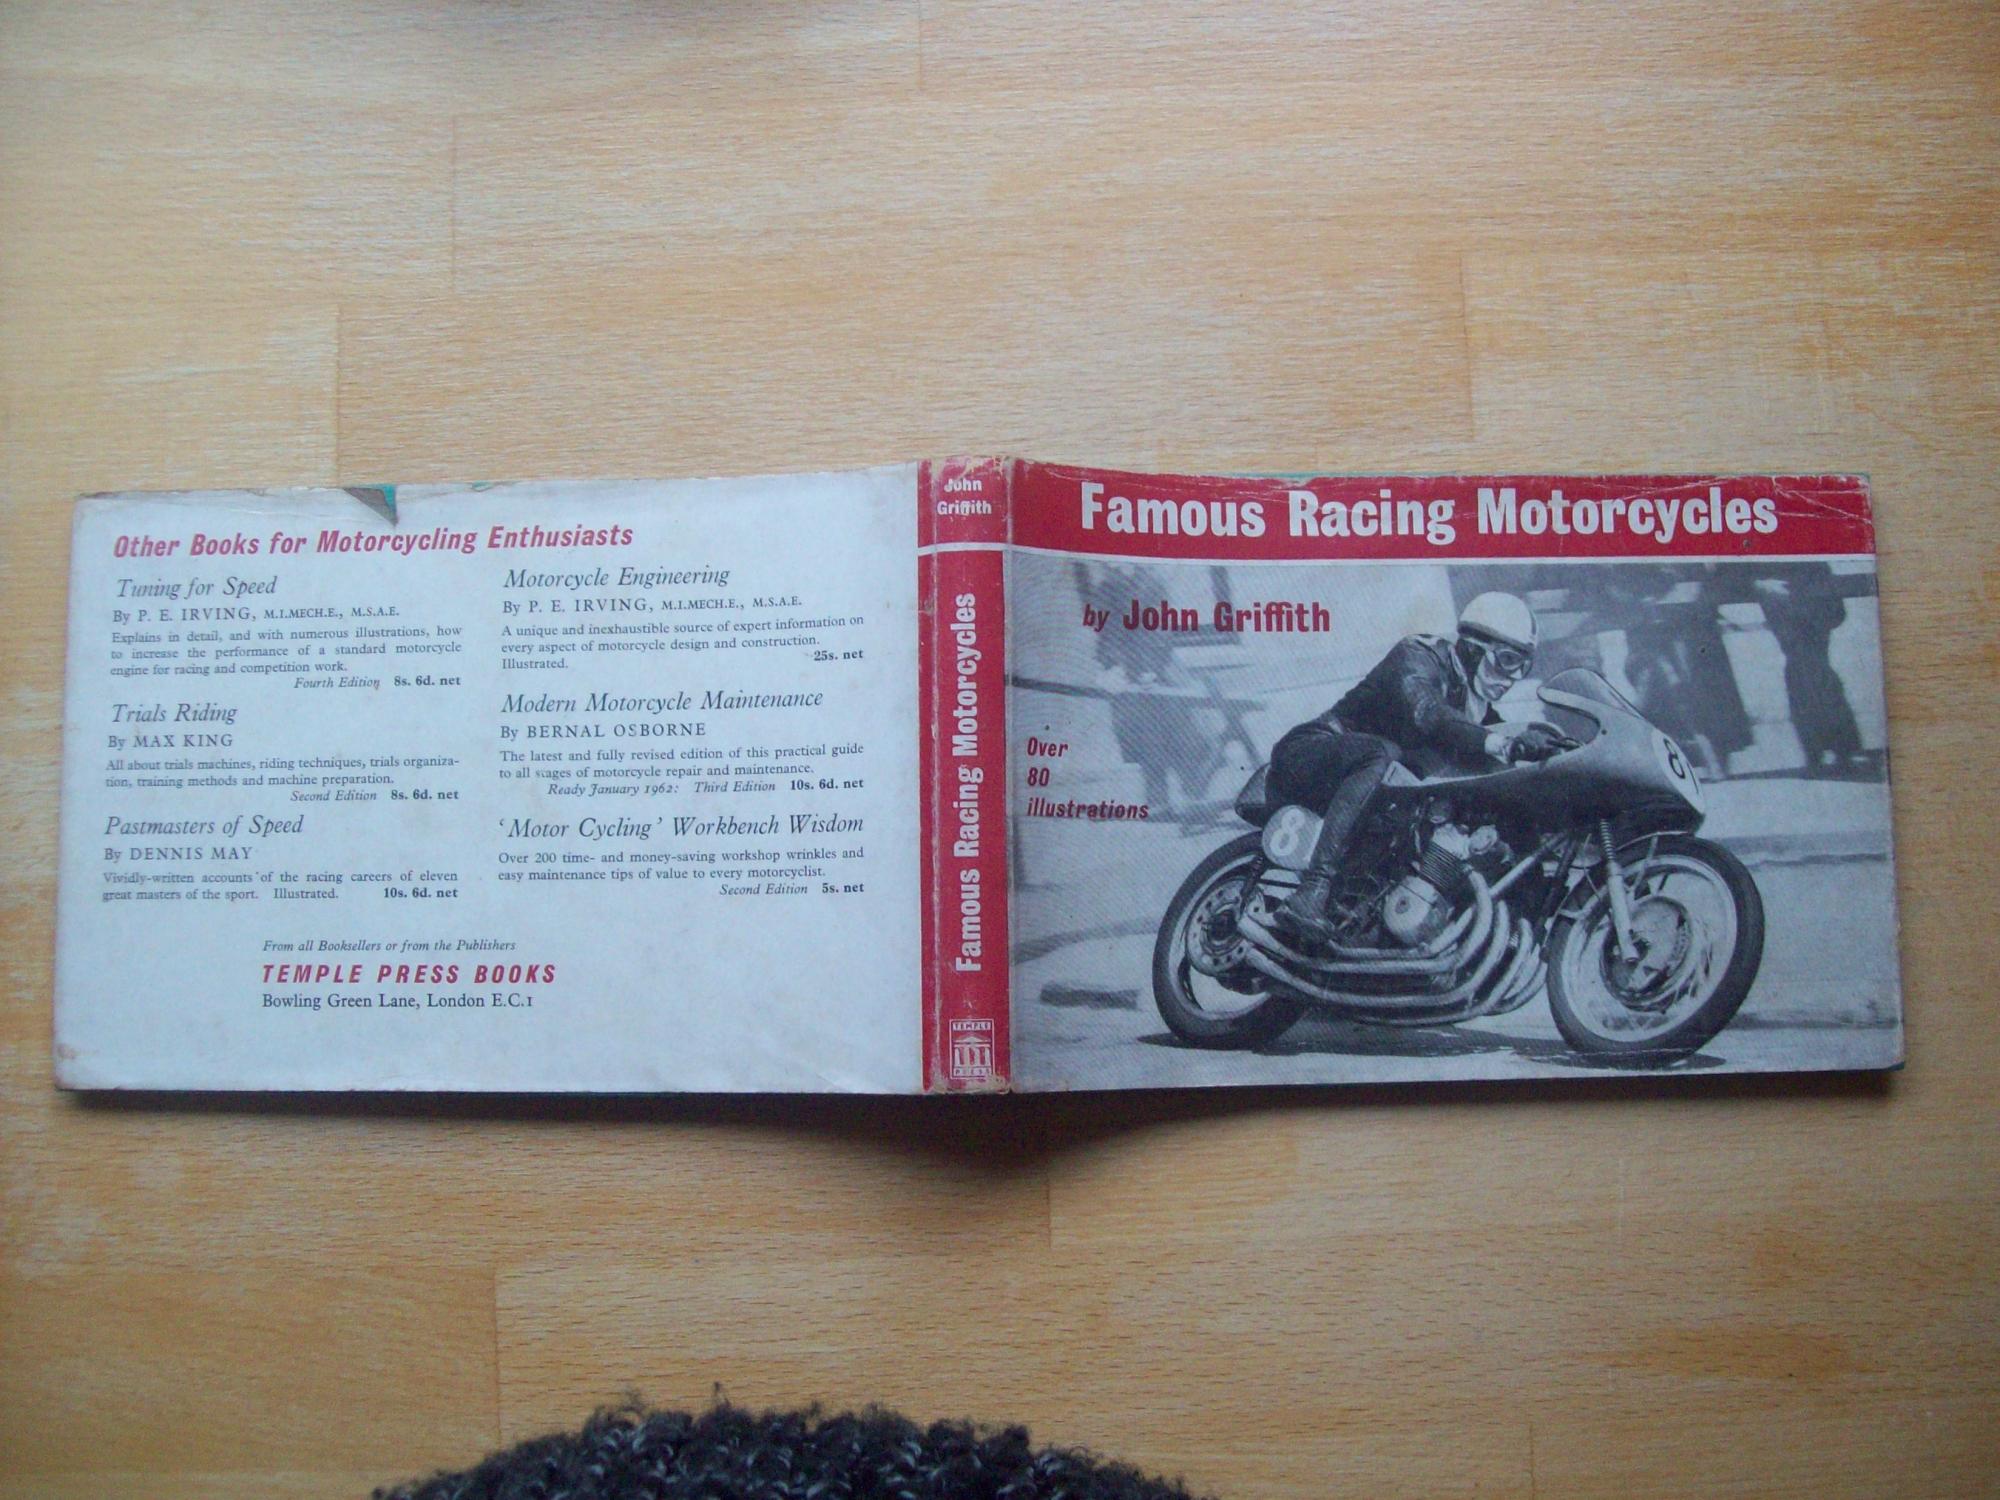 Other Books for Motorcycling Enthusiasts
Tuning for Speed
By P. E. IRVING, M.I.MECH.E., M.S.A.E.
Explains in detail, and with numerous illustrations, how
to increase the performance of a standard motorcycle
engine for racing and competition work.
Fourth Edition 8s. 6d. net
Trials Riding
By MAX KING
All about trials machines, riding techniques, trials organiza-
tion, training methods and machine preparation.
Second Edition 8s. 6d. net
Pastmasters of Speed
By DENNIS MAY
Vividly-written accounts of the racing careers of eleven
great masters of the sport. Illustrated. 10s. 6d. net
Motorcycle Engineering
By P. E. IRVING, M.I.MECH.E., M.S.A.E.
A unique and inexhaustible source of expert information on
every aspect of motorcycle design and construction.
Illustrated. 25s. net
Modern Motorcycle Maintenance
By BERNAL OSBORNE
The latest and fully revised edition of this practical guide
to all stages of motorcycle repair and maintenance.
Ready January 1962: Third Edition 10s. 6d. net
‘Motor Cycling’ Workbench Wisdom
Over 200 time- and money-saving workshop wrinkles and
easy maintenance tips of value to every motorcyclist.
Second Edition 5s. net
From all Booksellers or from the Publishers
TEMPLE PRESS BOOKS
Bowling Green Lane, London E.C.1
John
Griffith
Famous Racing Motorcycles
TEMPLE
PRESS
Famous Racing Motorcycles
by John Griffith
Over
80
illustrations
8
8